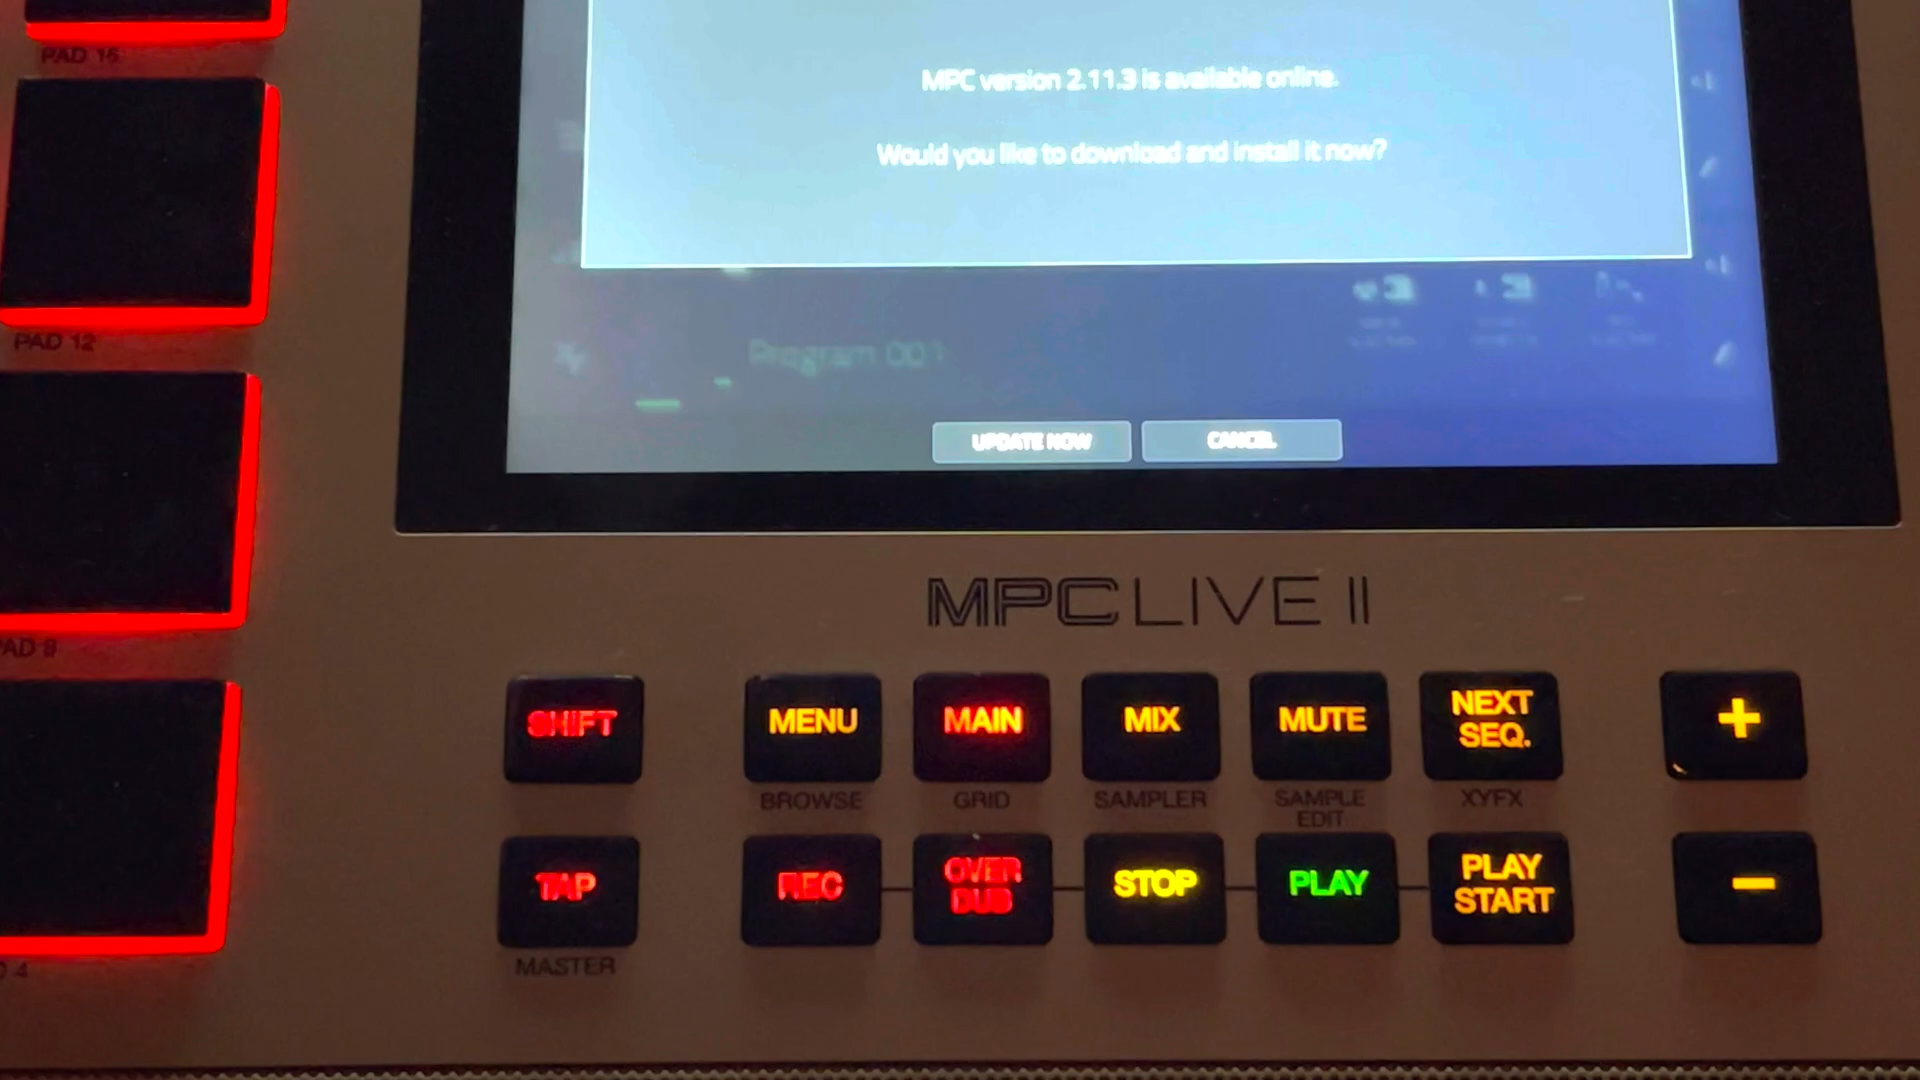 PAD 16
MPC version 2.11.3 is available online.
Would you like to download and install it now?
PAD 12
Program 001
UPDATE NOW
CANCEL
MPC LIVE II
PAD 8
SHIFT
MENU
MAIN
MIX
MUTE
NEXT
SEQ.
+
BROWSE
GRID
SAMPLER
SAMPLE
EDIT
XYFX
TAP
REC
OVER
DUB
STOP
PLAY
PLAY
START
-
MASTER
4